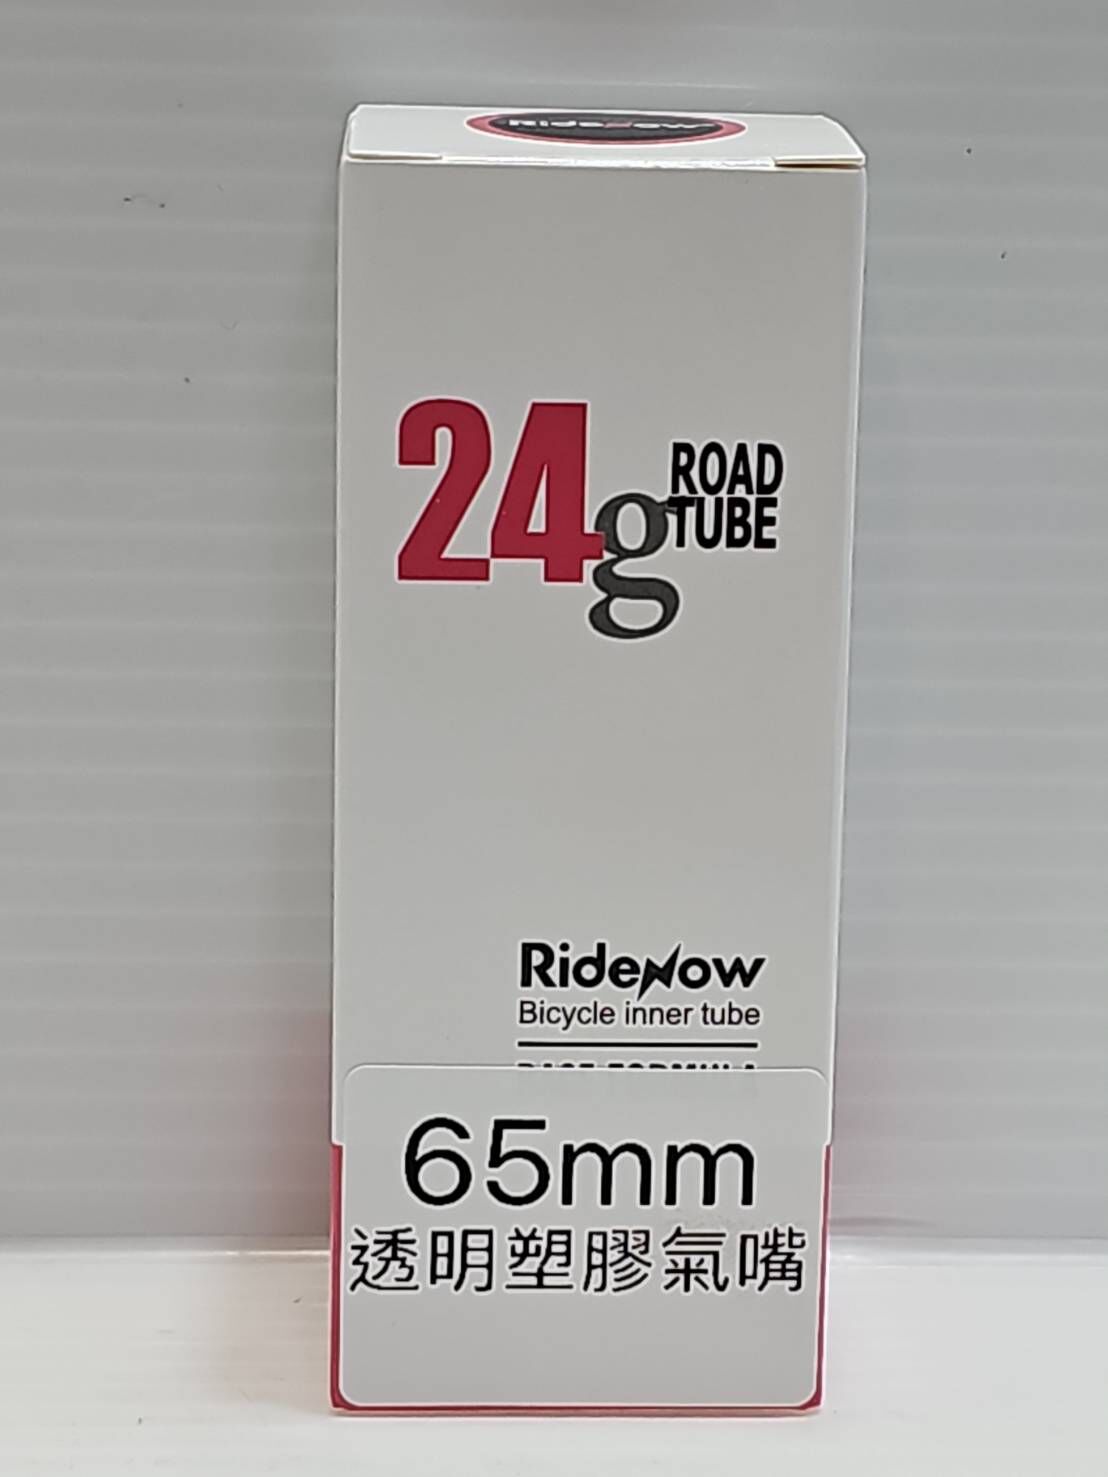 RideNow
24g
ROAD
TUBE
RideNow
Bicycle inner tube
65mm
透明塑膠氣嘴